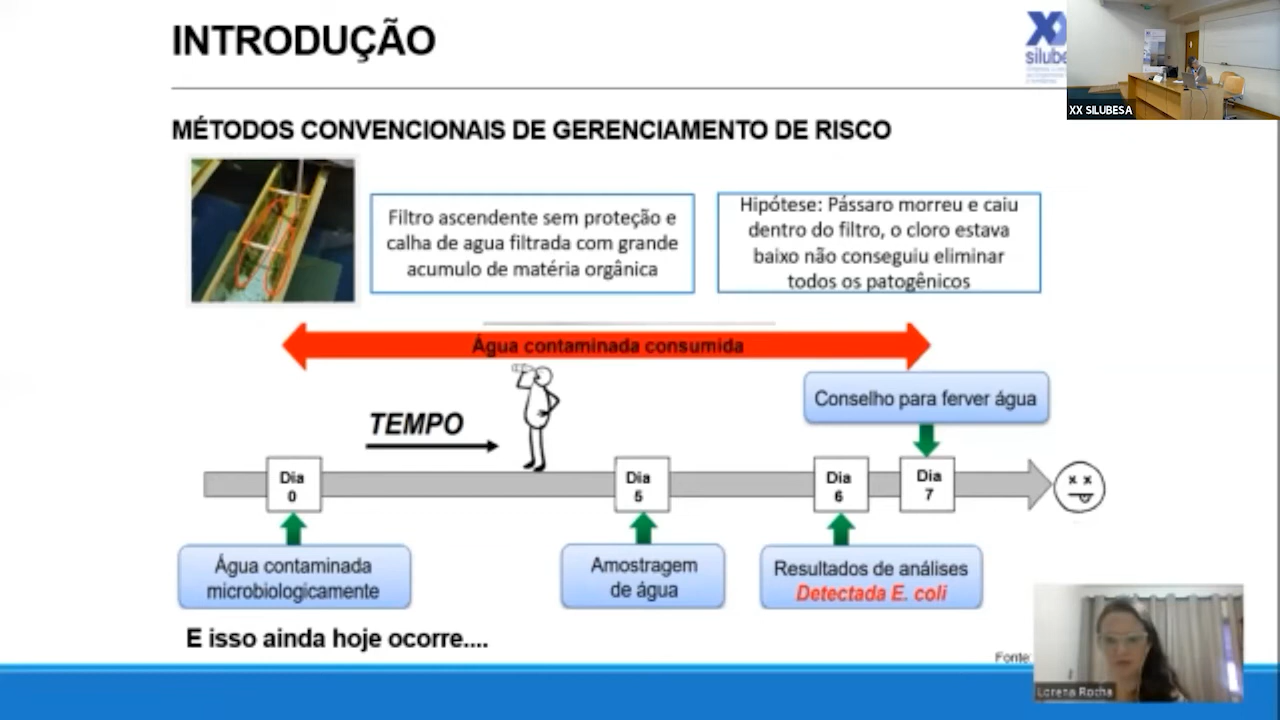 INTRODUÇÃO
XX
silubes
XX SILUBESA
MÉTODOS CONVENCIONAIS DE GERENCIAMENTO DE RISCO
Filtro ascendente sem proteção e
calha de agua filtrada com grande
acumulo de matéria orgânica
Hipótese: Pássaro morreu e caiu
dentro do filtro, o cloro estava
baixo não conseguiu eliminar
todos os patogênicos
Água contaminada consumida
Conselho para ferver água
TEMPO
Dia
0
Dia
5
Dia
6
Dia
7
Água contaminada
microbiologicamente
Amostragem
de água
Resultados de análises
Detectada E. coli
E isso ainda hoje ocorre....
Fonte:
Lorena Rocha